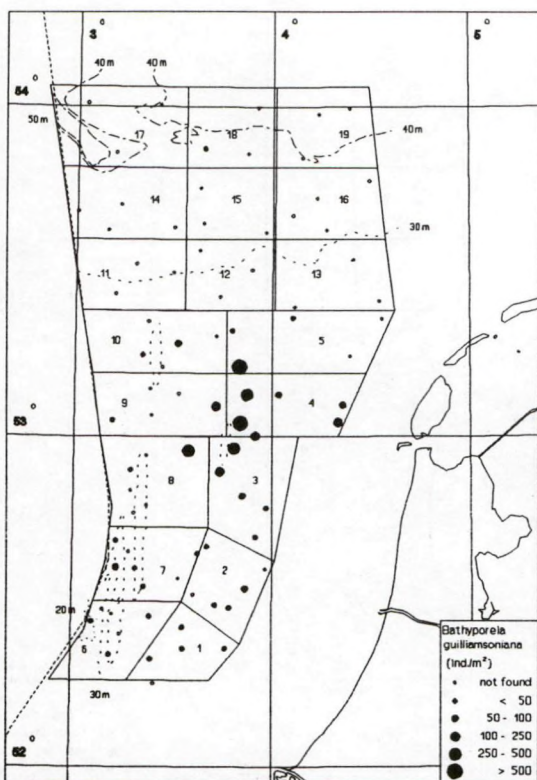 3 4 5
40m 40m
54
50m
17 18 19 40m
14 15 16
30m
11 12 13
10 5
9 4
53
8 3
7 2
20m
6 1
30m
52
Bathyporeia
guilliamsoniana
(Ind./m²)
not found
< 50
50 - 100
100 - 250
250 - 500
> 500